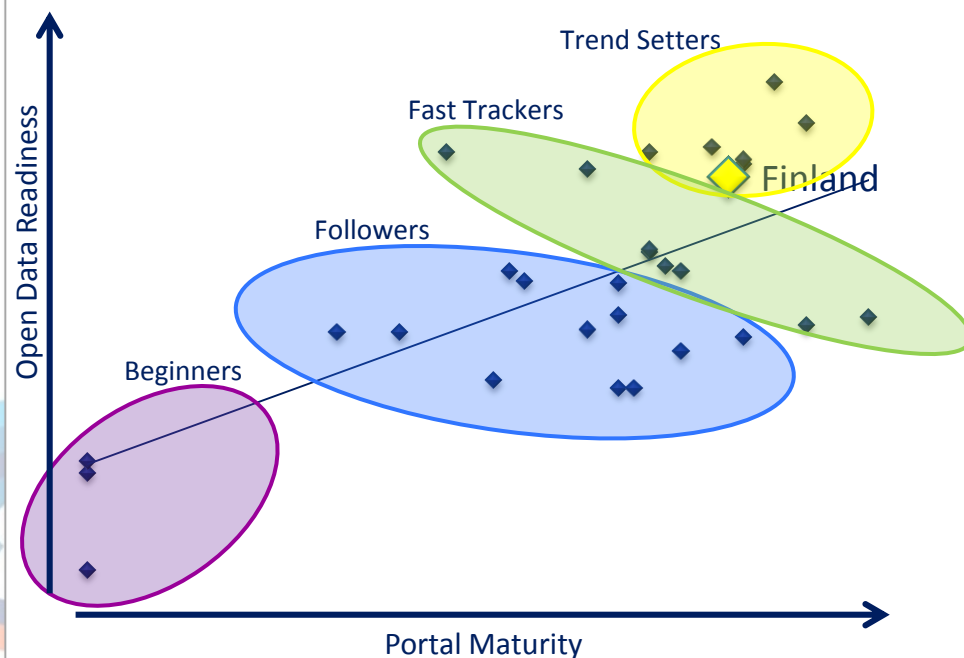 Trend Setters
Fast Trackers
Finland
Followers
Beginners
Open Data Readiness
Portal Maturity